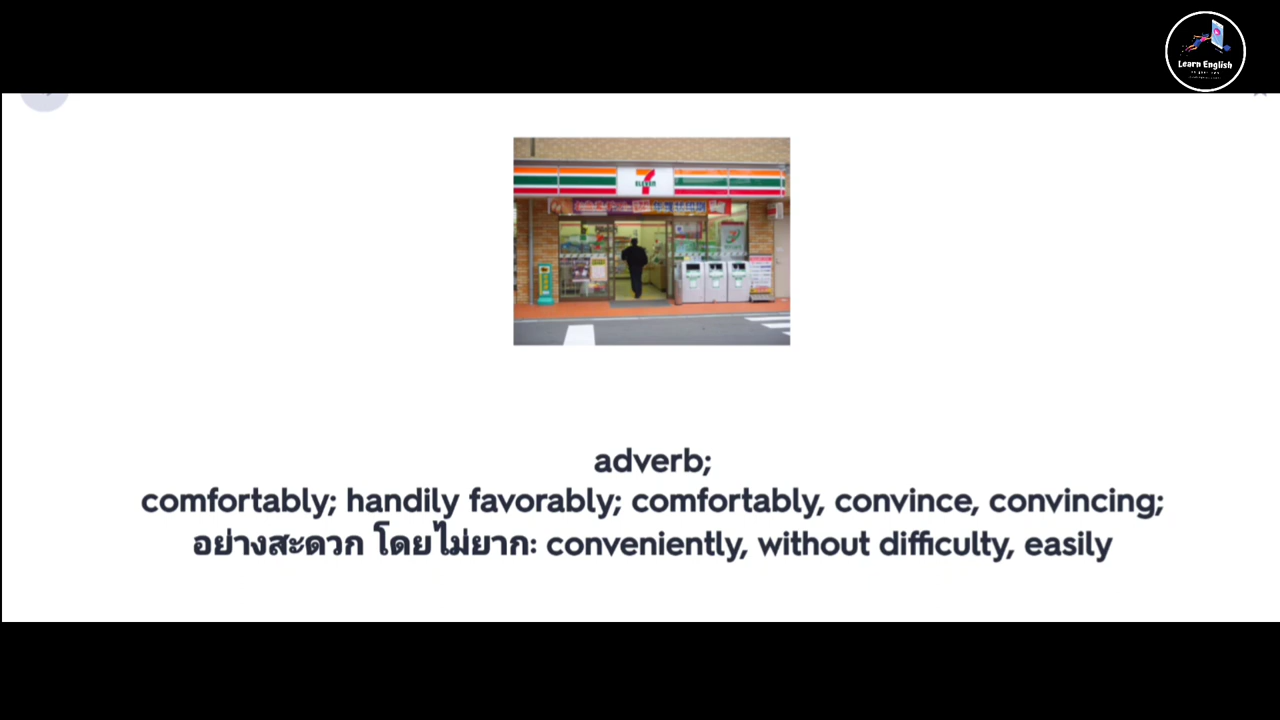 Learn English
7
ELEVEN
adverb;
comfortably; handily favorably; comfortably, convince, convincing;
อย่างสะดวก โดยไม่ยาก: conveniently, without difficulty, easily